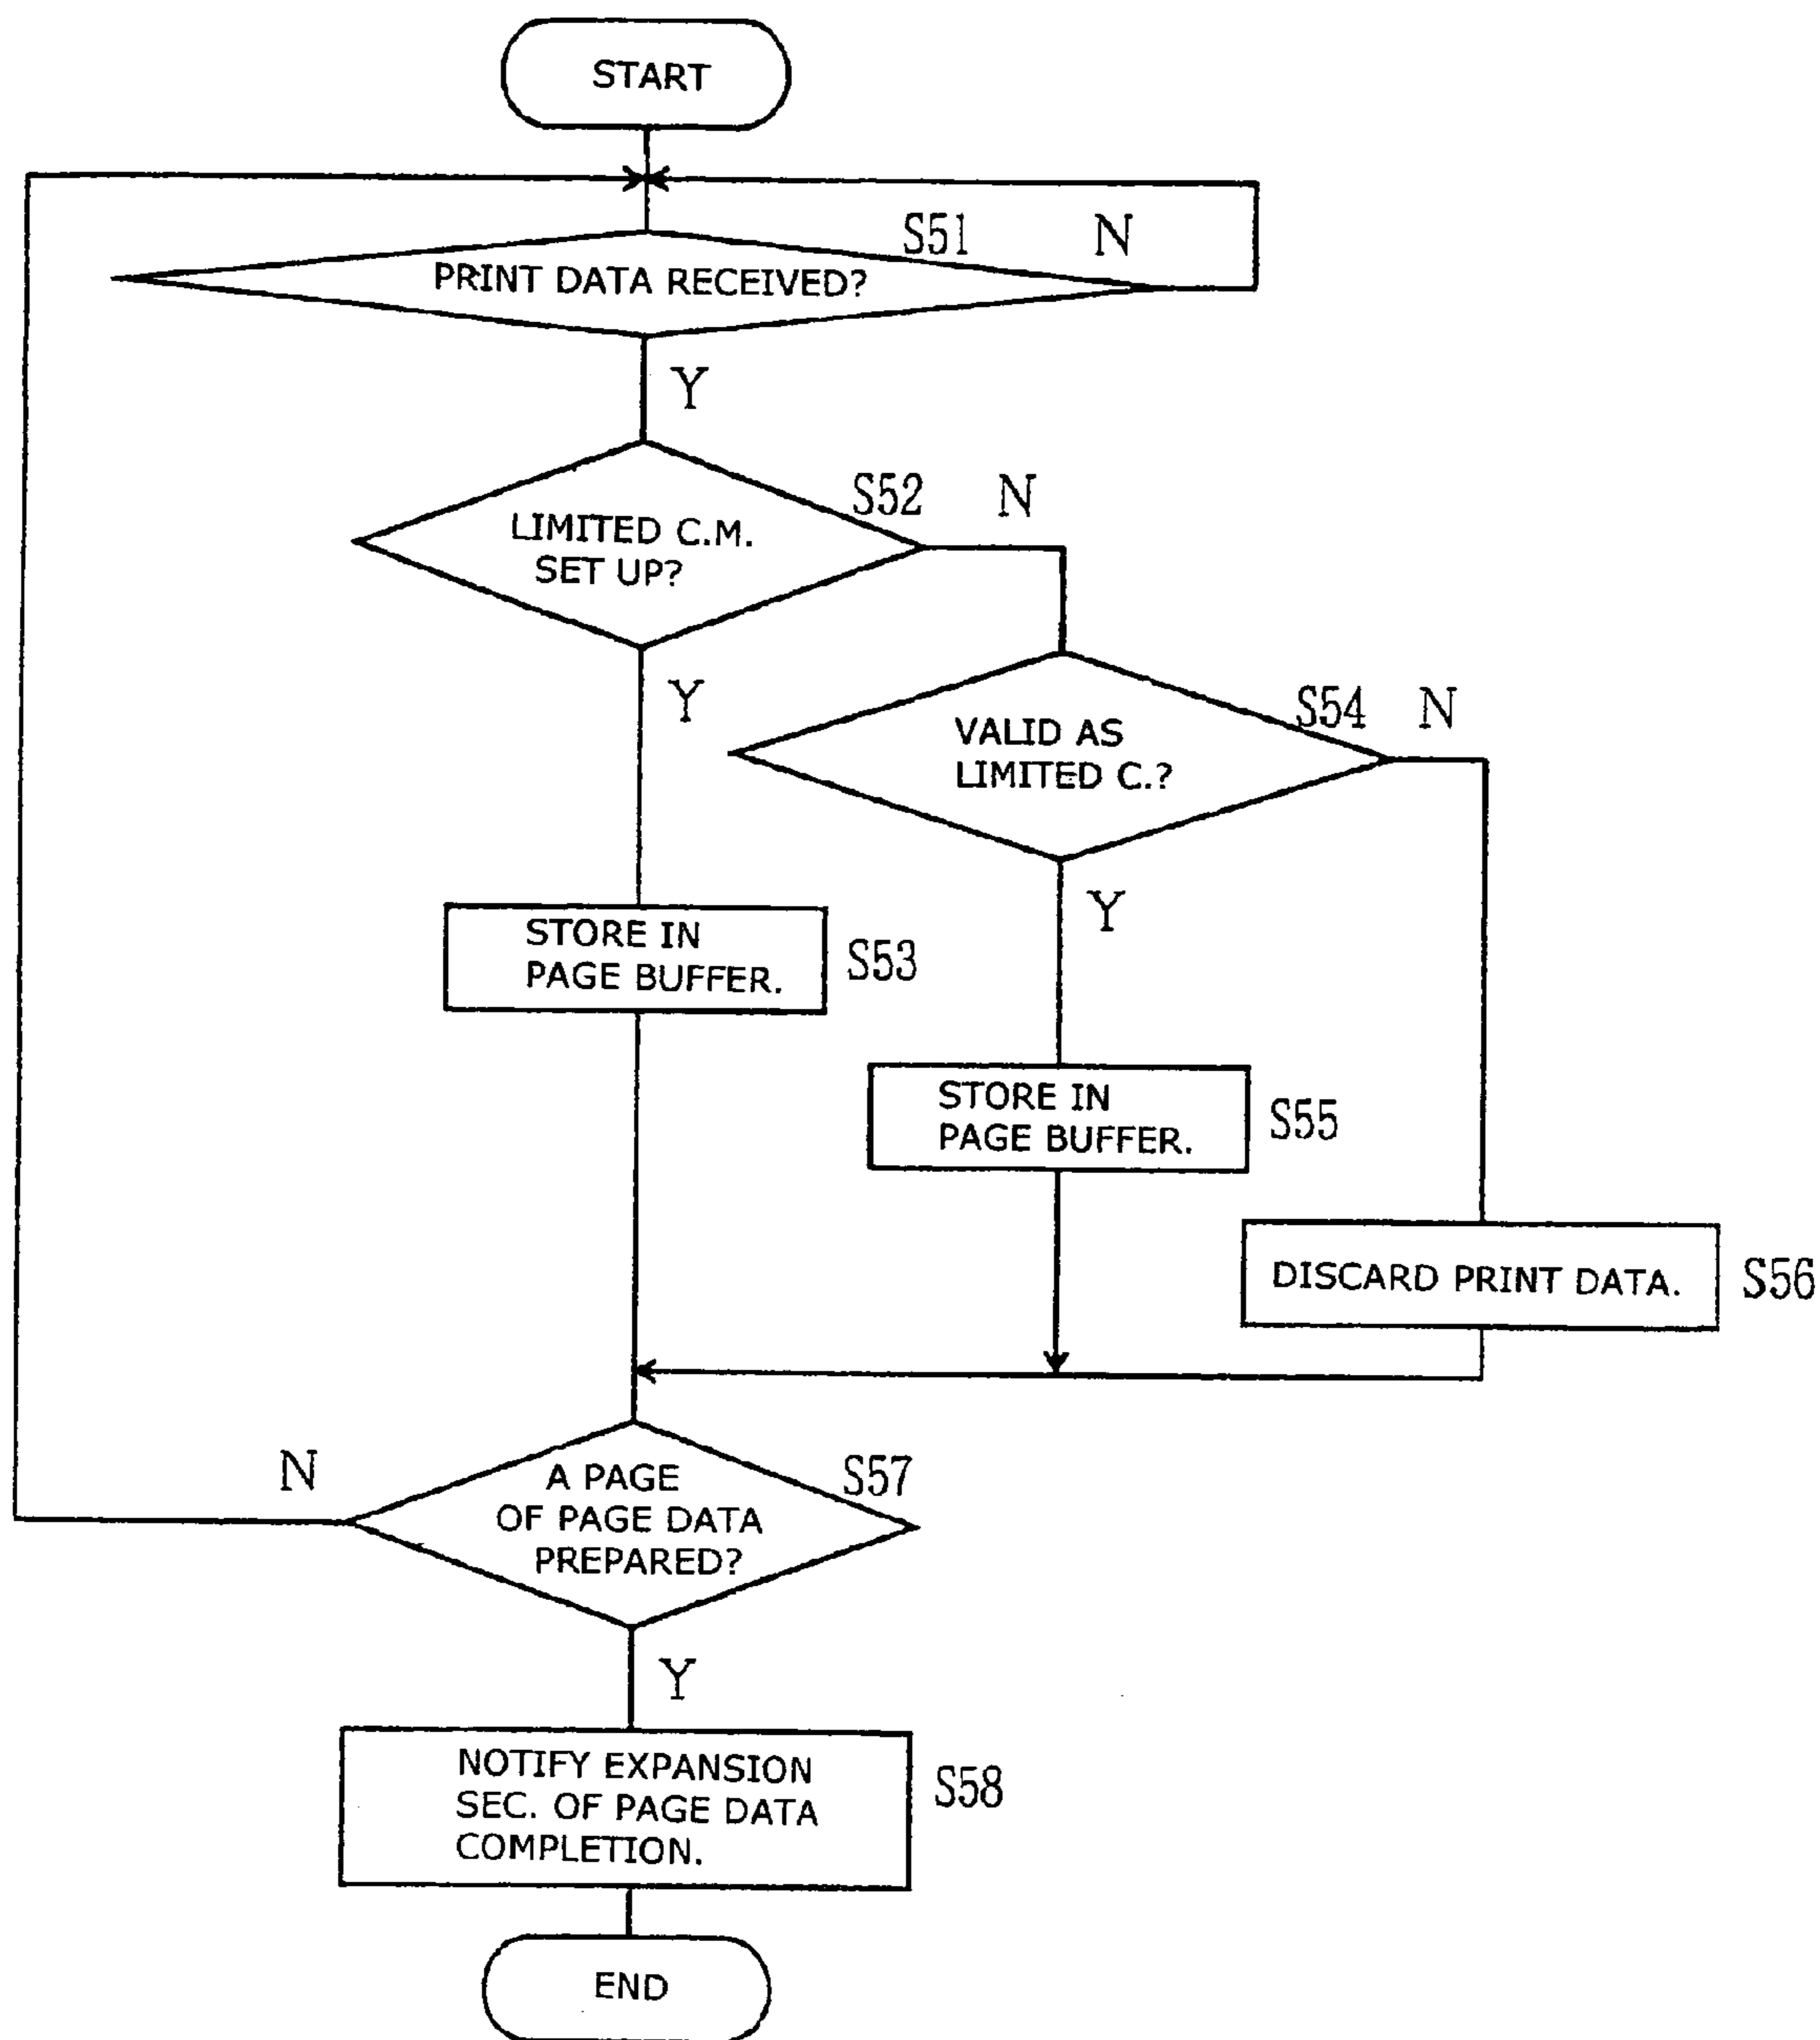 START
S51
N
PRINT DATA RECEIVED?
Y
S52
N
LIMITED C.M.
SET UP?
Y
S54
N
VALID AS
LIMITED C.?
Y
STORE IN
PAGE BUFFER.
S53
STORE IN
PAGE BUFFER.
S55
DISCARD PRINT DATA.
S56
N
S57
A PAGE
OF PAGE DATA
PREPARED?
Y
NOTIFY EXPANSION
SEC. OF PAGE DATA
COMPLETION.
S58
END